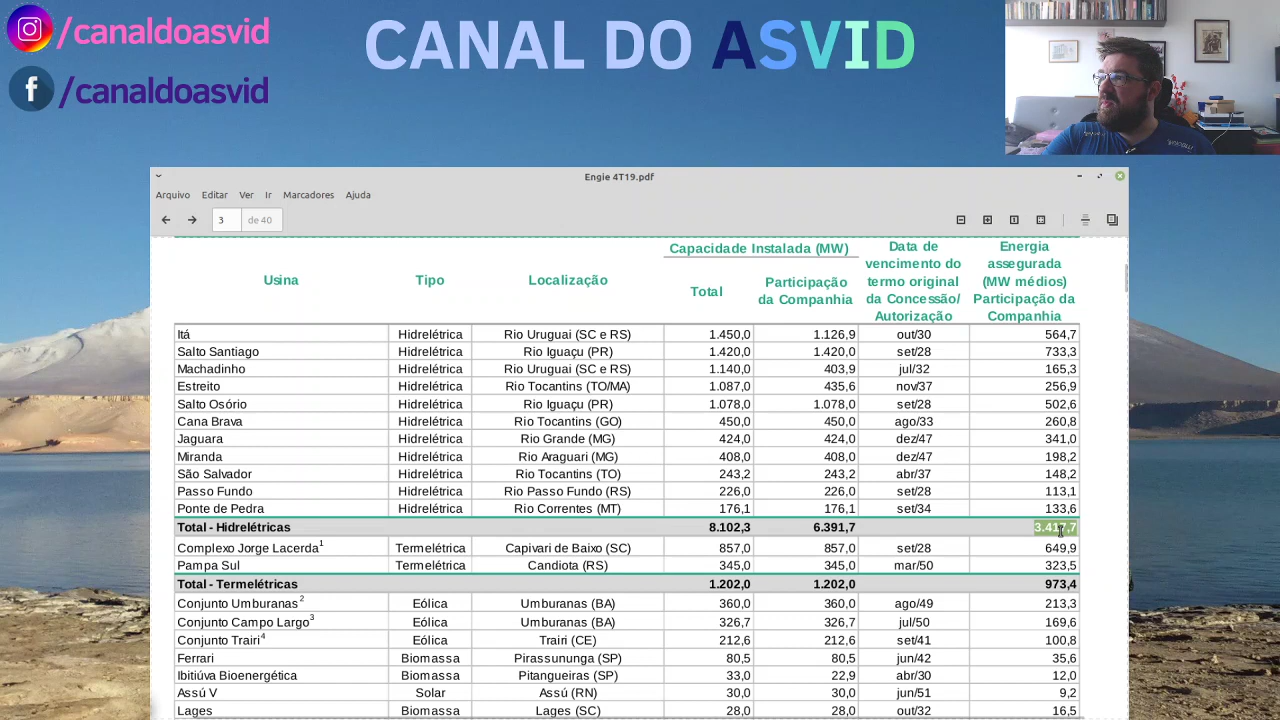 /canaldoasvid
CANAL DO ASVID
/canaldoasvid
Engie 4T19.pdf
Arquivo Editar Ver Ir Marcadores Ajuda
3 de 40
Usina Tipo Localização Capacidade Instalada (MW) Total Participação da Companhia Data de vencimento do termo original da Concessão/ Autorização Energia assegurada (MW médios) Participação da Companhia
Itá Hidrelétrica Rio Uruguai (SC e RS) 1.450,0 1.126,9 out/30 564,7
Salto Santiago Hidrelétrica Rio Iguaçu (PR) 1.420,0 1.420,0 set/28 733,3
Machadinho Hidrelétrica Rio Uruguai (SC e RS) 1.140,0 403,9 jul/32 165,3
Estreito Hidrelétrica Rio Tocantins (TO/MA) 1.087,0 435,6 nov/37 256,9
Salto Osório Hidrelétrica Rio Iguaçu (PR) 1.078,0 1.078,0 set/28 502,6
Cana Brava Hidrelétrica Rio Tocantins (GO) 450,0 450,0 ago/33 260,8
Jaguara Hidrelétrica Rio Grande (MG) 424,0 424,0 dez/47 341,0
Miranda Hidrelétrica Rio Araguari (MG) 408,0 408,0 dez/47 198,2
São Salvador Hidrelétrica Rio Tocantins (TO) 243,2 243,2 abr/37 148,2
Passo Fundo Hidrelétrica Rio Passo Fundo (RS) 226,0 226,0 set/28 113,1
Ponte de Pedra Hidrelétrica Rio Correntes (MT) 176,1 176,1 set/34 133,6
Total - Hidrelétricas 8.102,3 6.391,7 3.417,7
Complexo Jorge Lacerda1 Termelétrica Capivari de Baixo (SC) 857,0 857,0 set/28 649,9
Pampa Sul Termelétrica Candiota (RS) 345,0 345,0 mar/50 323,5
Total - Termelétricas 1.202,0 1.202,0 973,4
Conjunto Umburanas2 Eólica Umburanas (BA) 360,0 360,0 ago/49 213,3
Conjunto Campo Largo3 Eólica Umburanas (BA) 326,7 326,7 jul/50 169,6
Conjunto Trairi4 Eólica Trairi (CE) 212,6 212,6 set/41 100,8
Ferrari Biomassa Pirassununga (SP) 80,5 80,5 jun/42 35,6
Ibitiúva Bioenergética Biomassa Pitangueiras (SP) 33,0 22,9 abr/30 12,0
Assú V Solar Assú (RN) 30,0 30,0 jun/51 9,2
Lages Biomassa Lages (SC) 28,0 28,0 out/32 16,5